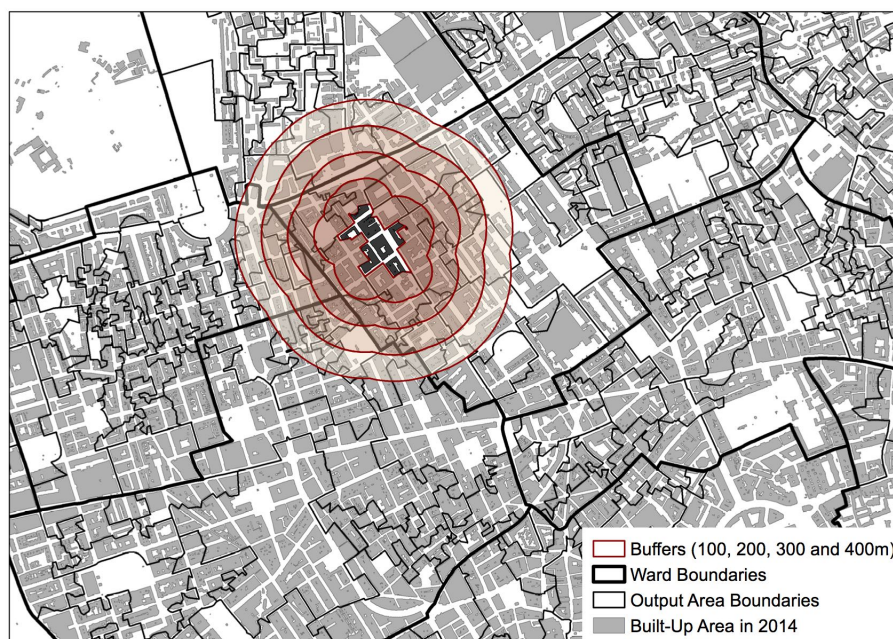 Buffers (100, 200, 300 and 400m)
Ward Boundaries
Output Area Boundaries
Built-Up Area in 2014